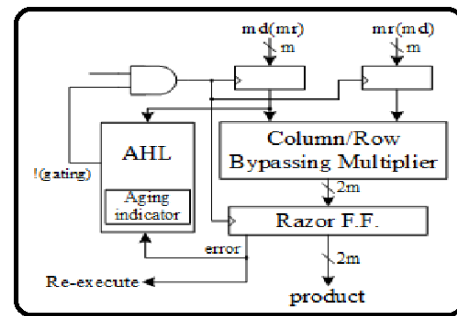 md(mr)
mr(md)
m
m
AHL
Column/Row
Bypassing Multiplier
!(gating)
Aging
indicator
2m
Razor F.F.
error
2m
Re-execute
product